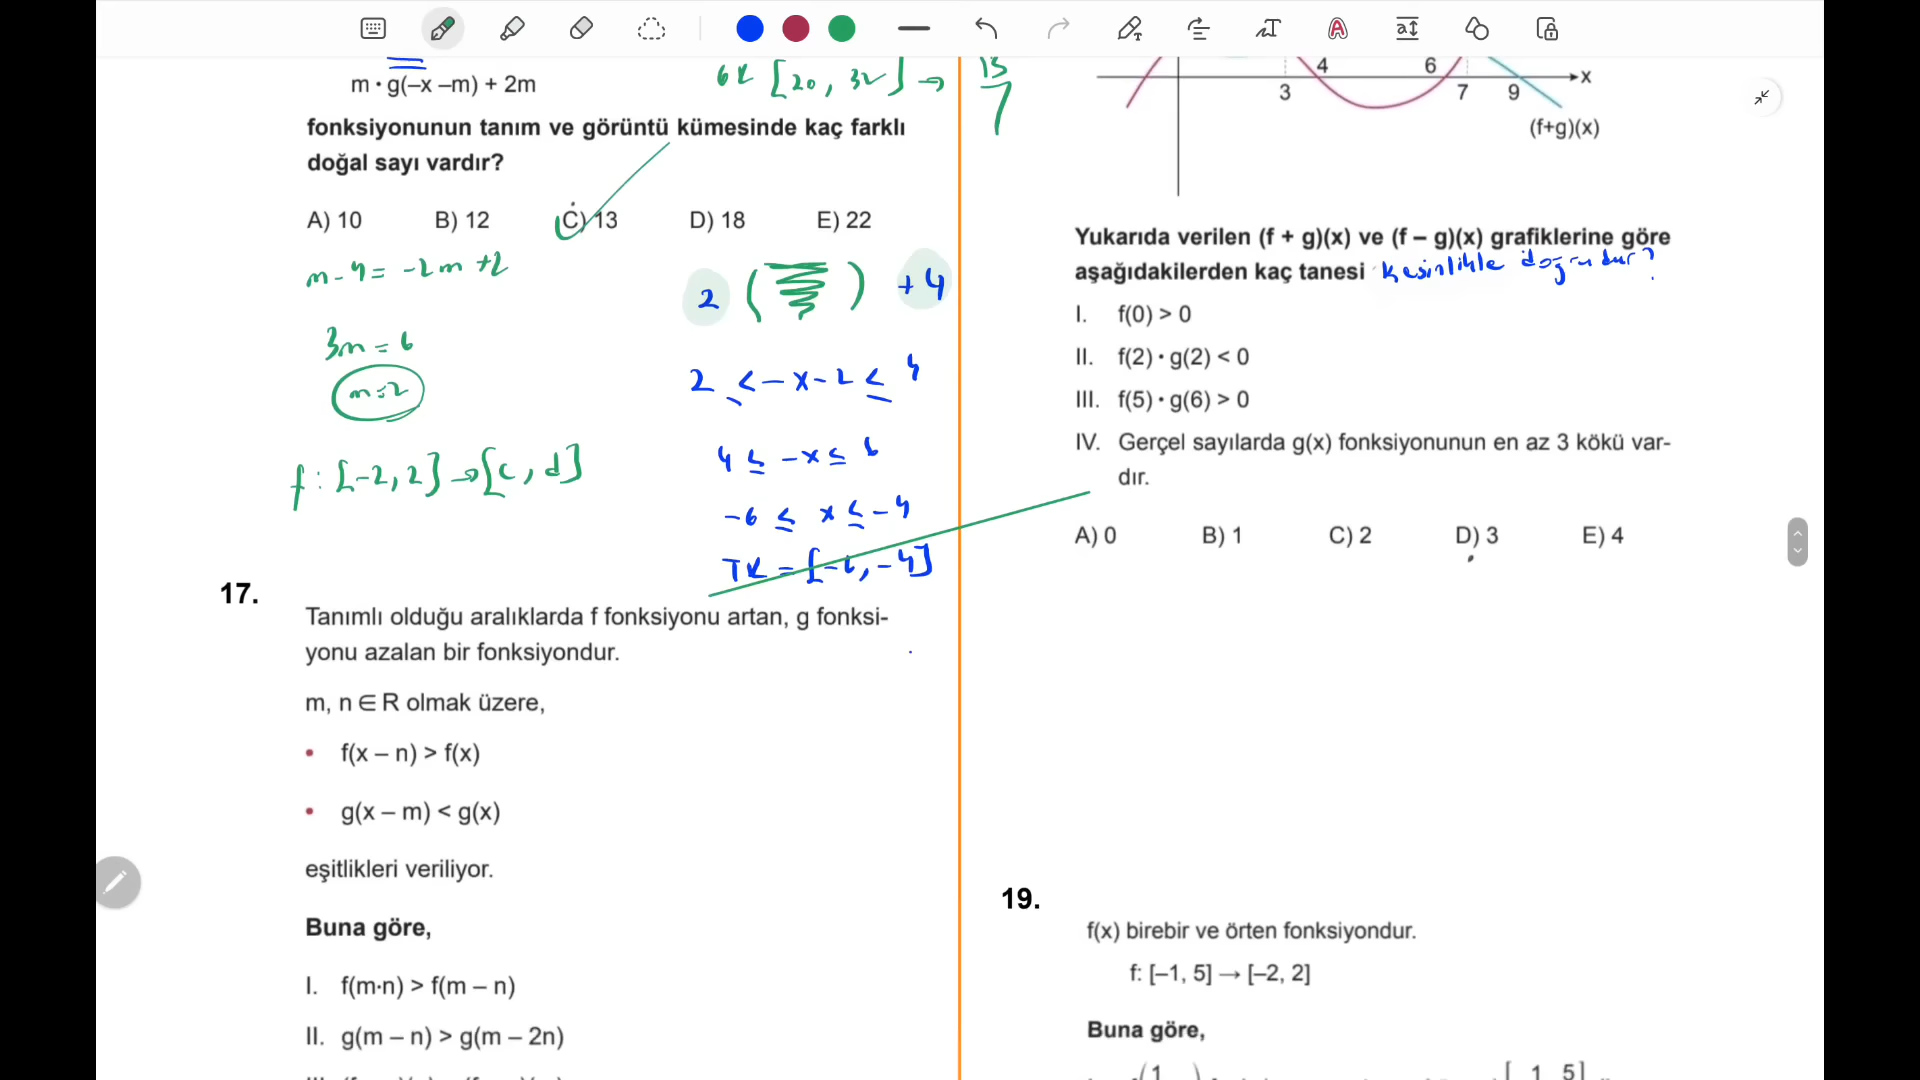 m · g(–x –m) + 2m
fonksiyonunun tanım ve görüntü kümesinde kaç farklı
doğal sayı vardır?
A) 10 B) 12 C) 13 D) 18 E) 22
m - 4 = -2m + 2
3m = 6
m = 2
f : [-2, 2] → [c, d]
6k [20, 32] →
13
2 ( ) + 4
2 ≤ -x - 2 ≤ 4
4 ≤ -x ≤ 6
-6 ≤ x ≤ -4
TK = [-6, -4]
17.
Tanımlı olduğu aralıklarda f fonksiyonu artan, g fonksi-
yonu azalan bir fonksiyondur.
m, n ∈ R olmak üzere,
• f(x – n) > f(x)
• g(x – m) < g(x)
eşitlikleri veriliyor.
Buna göre,
I. f(m·n) > f(m – n)
II. g(m – n) > g(m – 2n)
4 6 x
3 7 9
(f+g)(x)
Yukarıda verilen (f + g)(x) ve (f – g)(x) grafiklerine göre
aşağıdakilerden kaç tanesi kesinlikle doğrudur?
I. f(0) > 0
II. f(2) · g(2) < 0
III. f(5) · g(6) > 0
IV. Gerçel sayılarda g(x) fonksiyonunun en az 3 kökü var-
dır.
A) 0 B) 1 C) 2 D) 3 E) 4
19.
f(x) birebir ve örten fonksiyondur.
f: [–1, 5] → [–2, 2]
Buna göre,